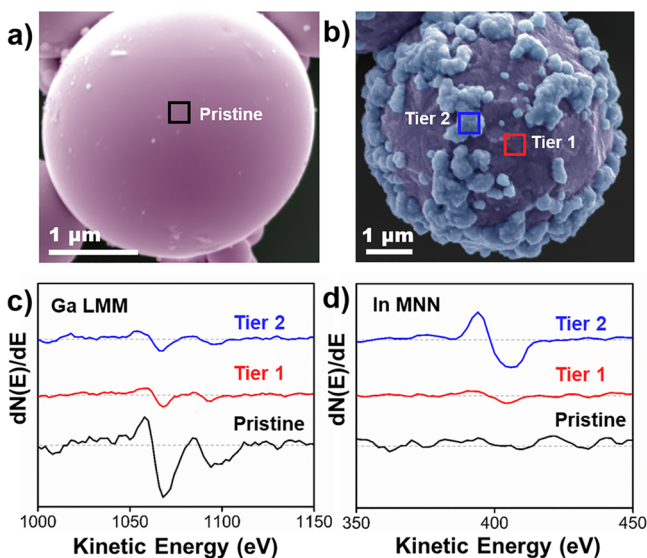 a)
Pristine
1 µm
b)
Tier 2
Tier 1
1 µm
c)
Ga LMM
Tier 2
Tier 1
Pristine
dN(E)/dE
1000 1050 1100 1150
Kinetic Energy (eV)
d)
In MNN
Tier 2
Tier 1
Pristine
dN(E)/dE
350 400 450
Kinetic Energy (eV)